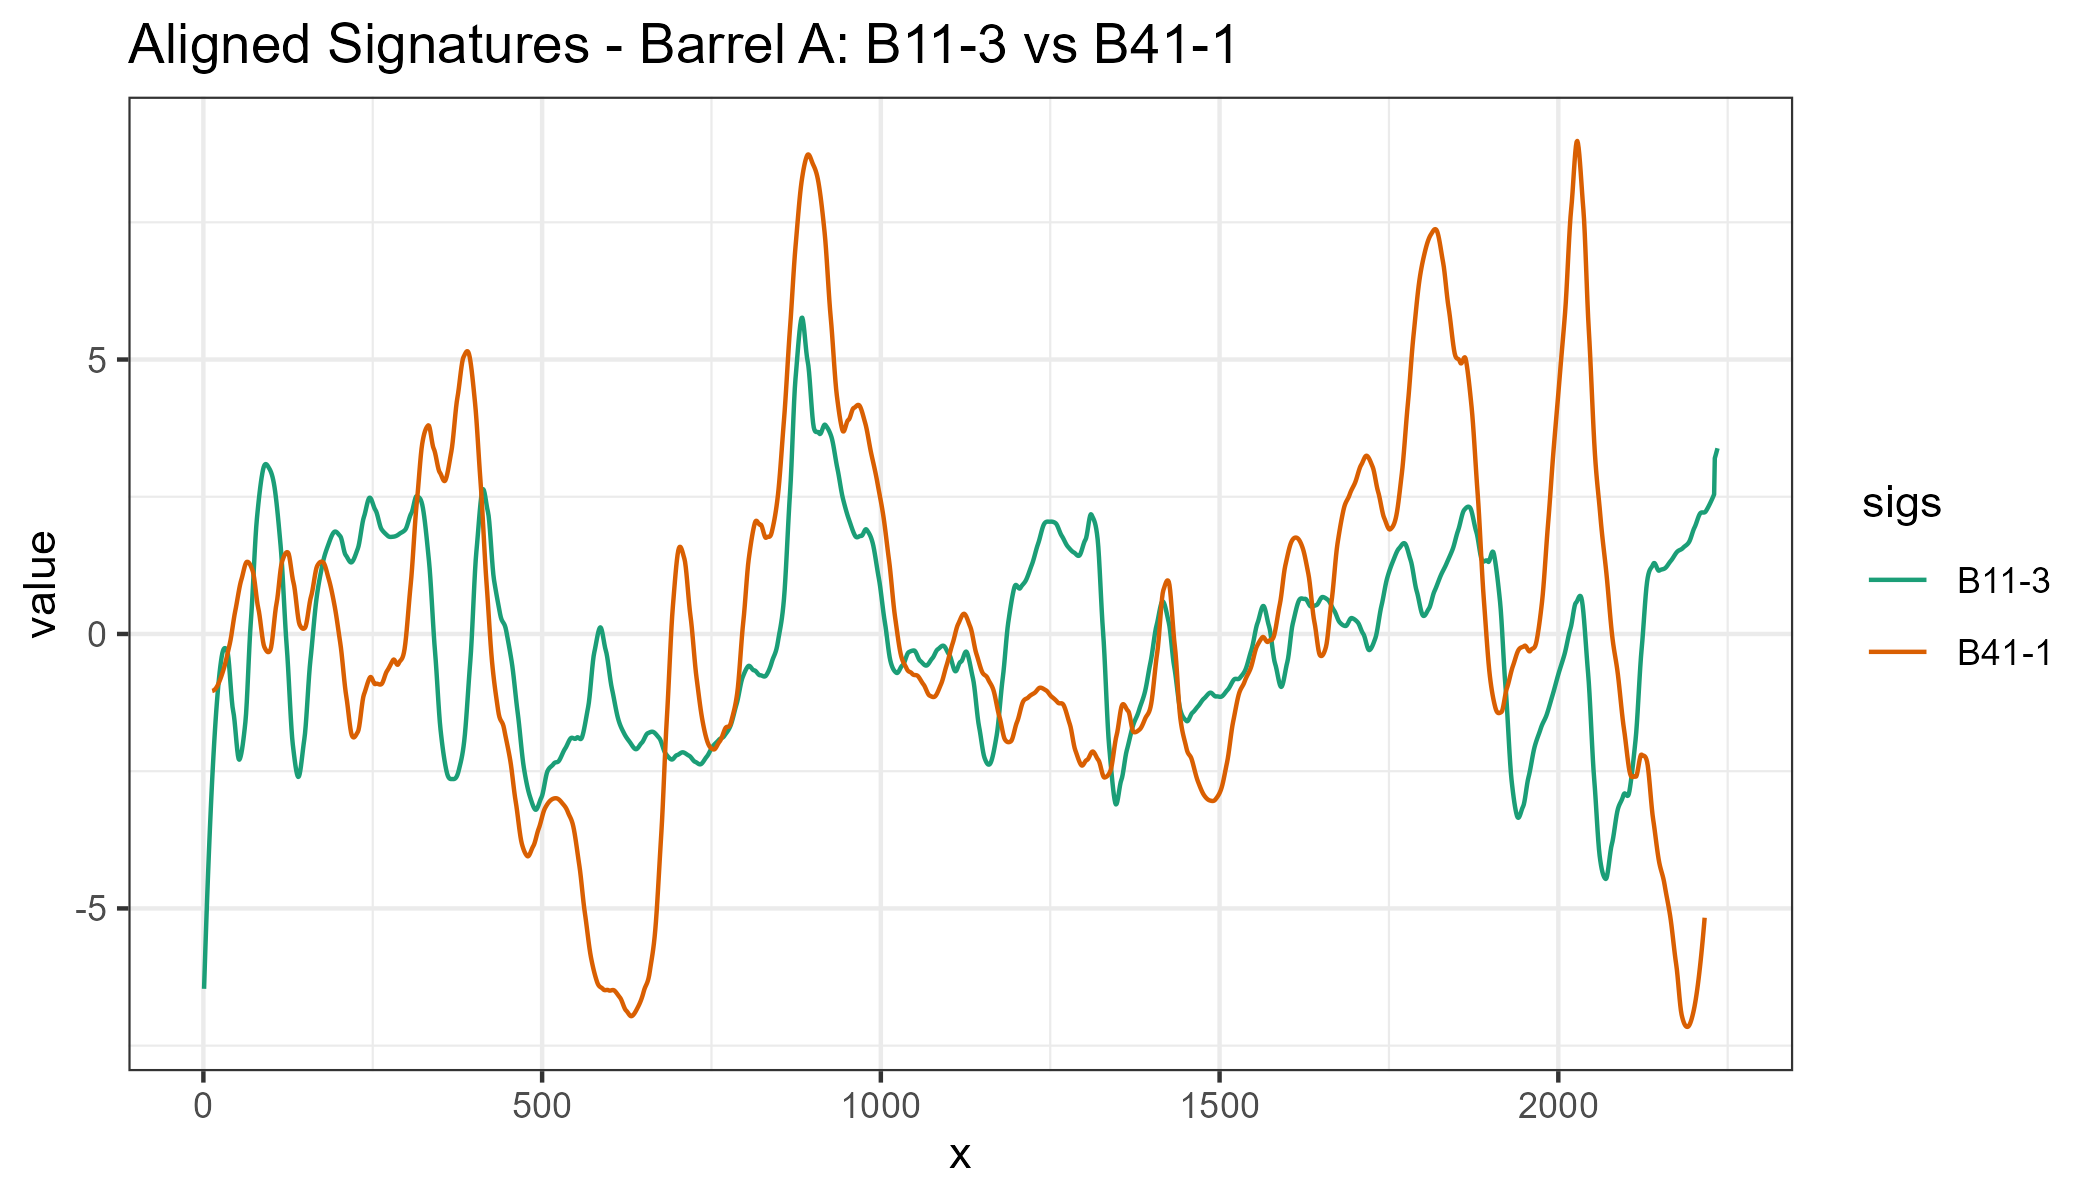 Aligned Signatures - Barrel A: B11-3 vs B41-1
value
5
0
-5
0 500 1000 1500 2000
x
sigs
B11-3
B41-1